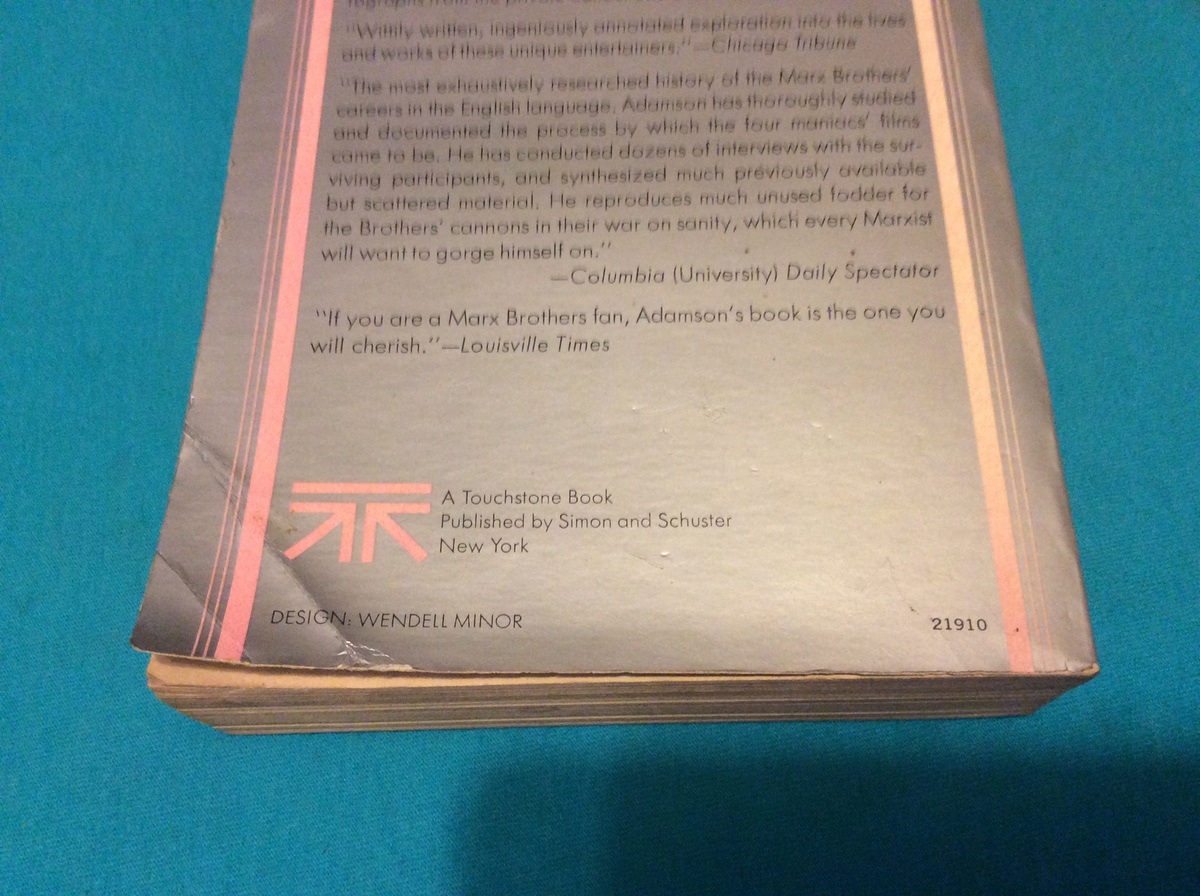 tographs from the private
"Wittily written, ingeniously annotated exploration into the lives
and works of these unique entertainers."—Chicago Tribune
"The most exhaustively researched history of the Marx Brothers'
careers in the English language, Adamson has thoroughly studied
and documented the process by which the four maniacs' films
came to be. He has conducted dozens of interviews with the sur-
viving participants, and synthesized much previously available
but scattered material. He reproduces much unused fodder for
the Brothers' cannons in their war on sanity, which every Marxist
will want to gorge himself on."
—Columbia (University) Daily Spectator
"If you are a Marx Brothers fan, Adamson's book is the one you
will cherish."—Louisville Times
A Touchstone Book
Published by Simon and Schuster
New York
DESIGN: WENDELL MINOR
21910